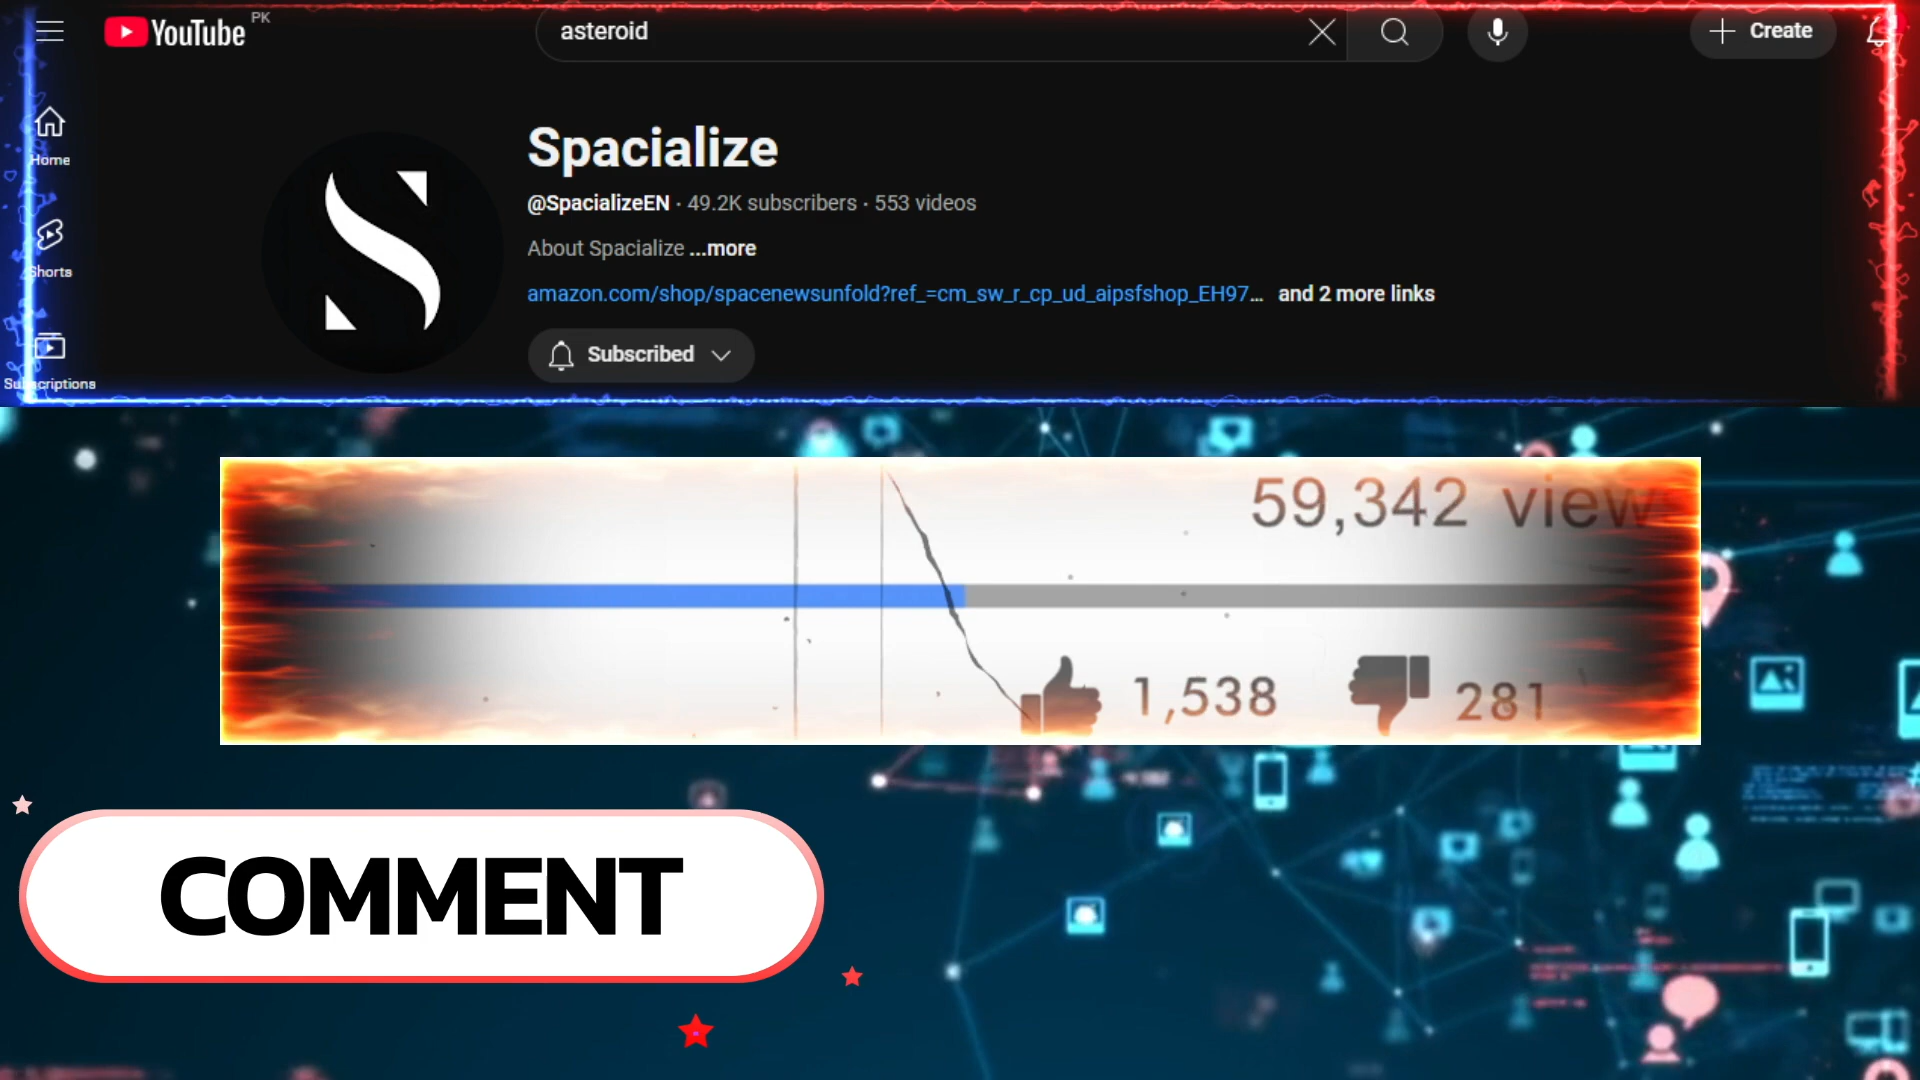 YouTube PK
asteroid
Create
Home
Shorts
Subscriptions
Spacialize
@SpacializeEN · 49.2K subscribers · 553 videos
About Spacialize ...more
amazon.com/shop/spacenewsunfold?ref_=cm_sw_r_cp_ud_aipsfshop_EH97... and 2 more links
Subscribed
59,342 view
1,538
281
COMMENT